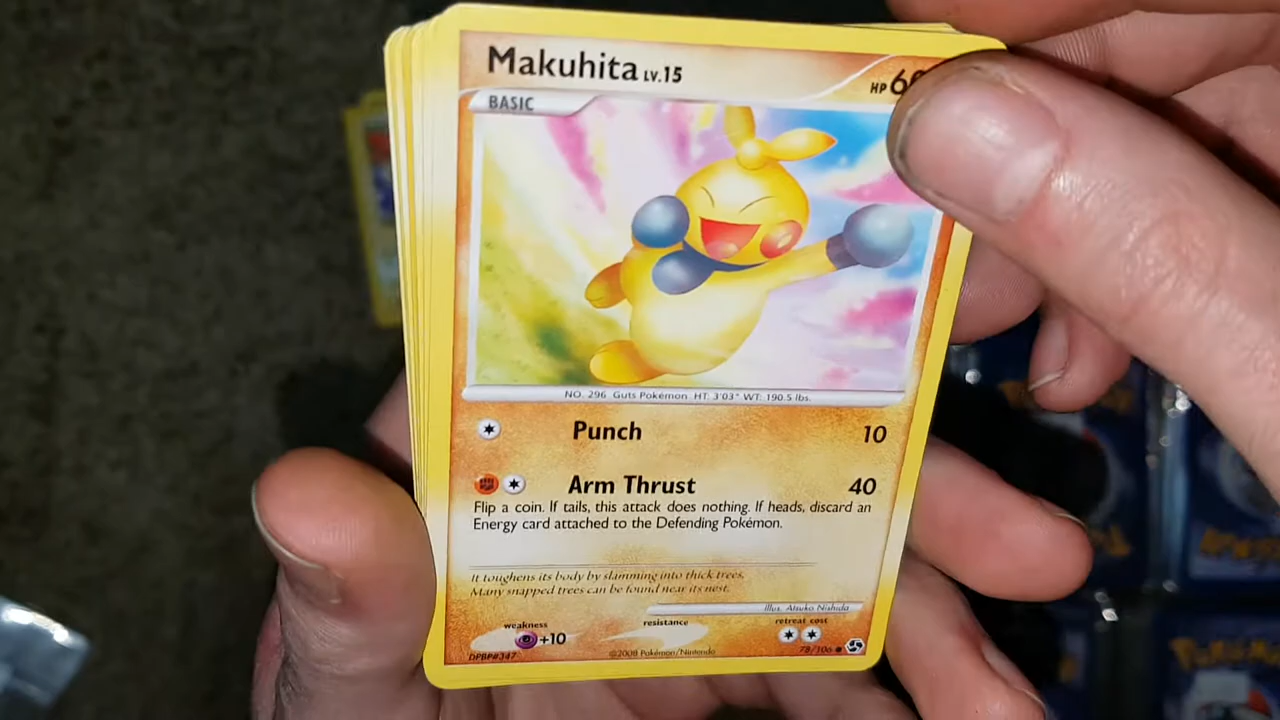 Makuhita LV.15 HP 60
BASIC
NO. 296 Guts Pokémon HT: 3'03" WT: 190.5 lbs.
Punch 10
Arm Thrust 40
Flip a coin. If tails, this attack does nothing. If heads, discard an
Energy card attached to the Defending Pokémon.
It toughens its body by slamming into thick trees.
Many snapped trees can be found near its nest.
Illus. Atsuko Nishida
weakness resistance retreat cost
+10
DPBP#347 ©2008 Pokémon/Nintendo 78/106